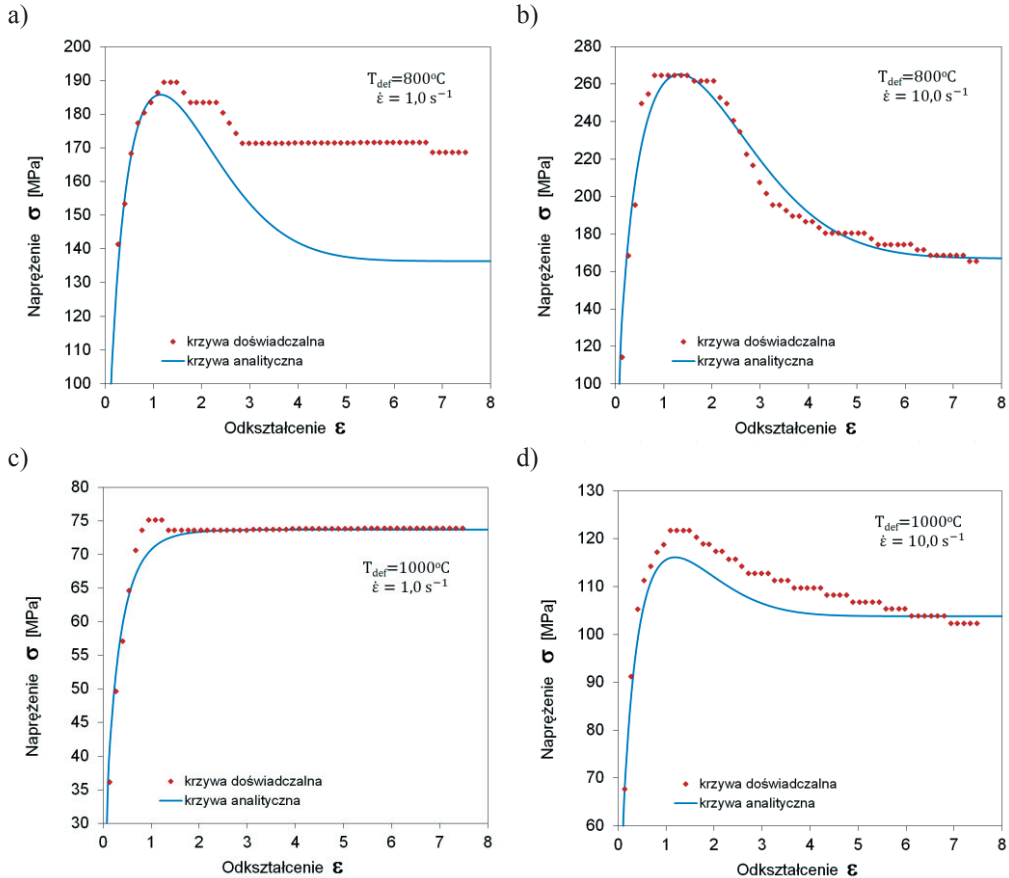 a)
200
190
180
170
160
150
140
130
120
110
100
Naprężenie σ [MPa]
T_def=800°C
ε̇ = 1,0 s⁻¹
krzywa doświadczalna
krzywa analityczna
0 1 2 3 4 5 6 7 8
Odkształcenie ε
b)
280
260
240
220
200
180
160
140
120
100
Naprężenie σ [MPa]
T_def=800°C
ε̇ = 10,0 s⁻¹
krzywa doświadczalna
krzywa analityczna
0 1 2 3 4 5 6 7 8
Odkształcenie ε
c)
80
75
70
65
60
55
50
45
40
35
30
Naprężenie σ [MPa]
T_def=1000°C
ε̇ = 1,0 s⁻¹
krzywa doświadczalna
krzywa analityczna
0 1 2 3 4 5 6 7 8
Odkształcenie ε
d)
130
120
110
100
90
80
70
60
Naprężenie σ [MPa]
T_def=1000°C
ε̇ = 10,0 s⁻¹
krzywa doświadczalna
krzywa analityczna
0 1 2 3 4 5 6 7 8
Odkształcenie ε